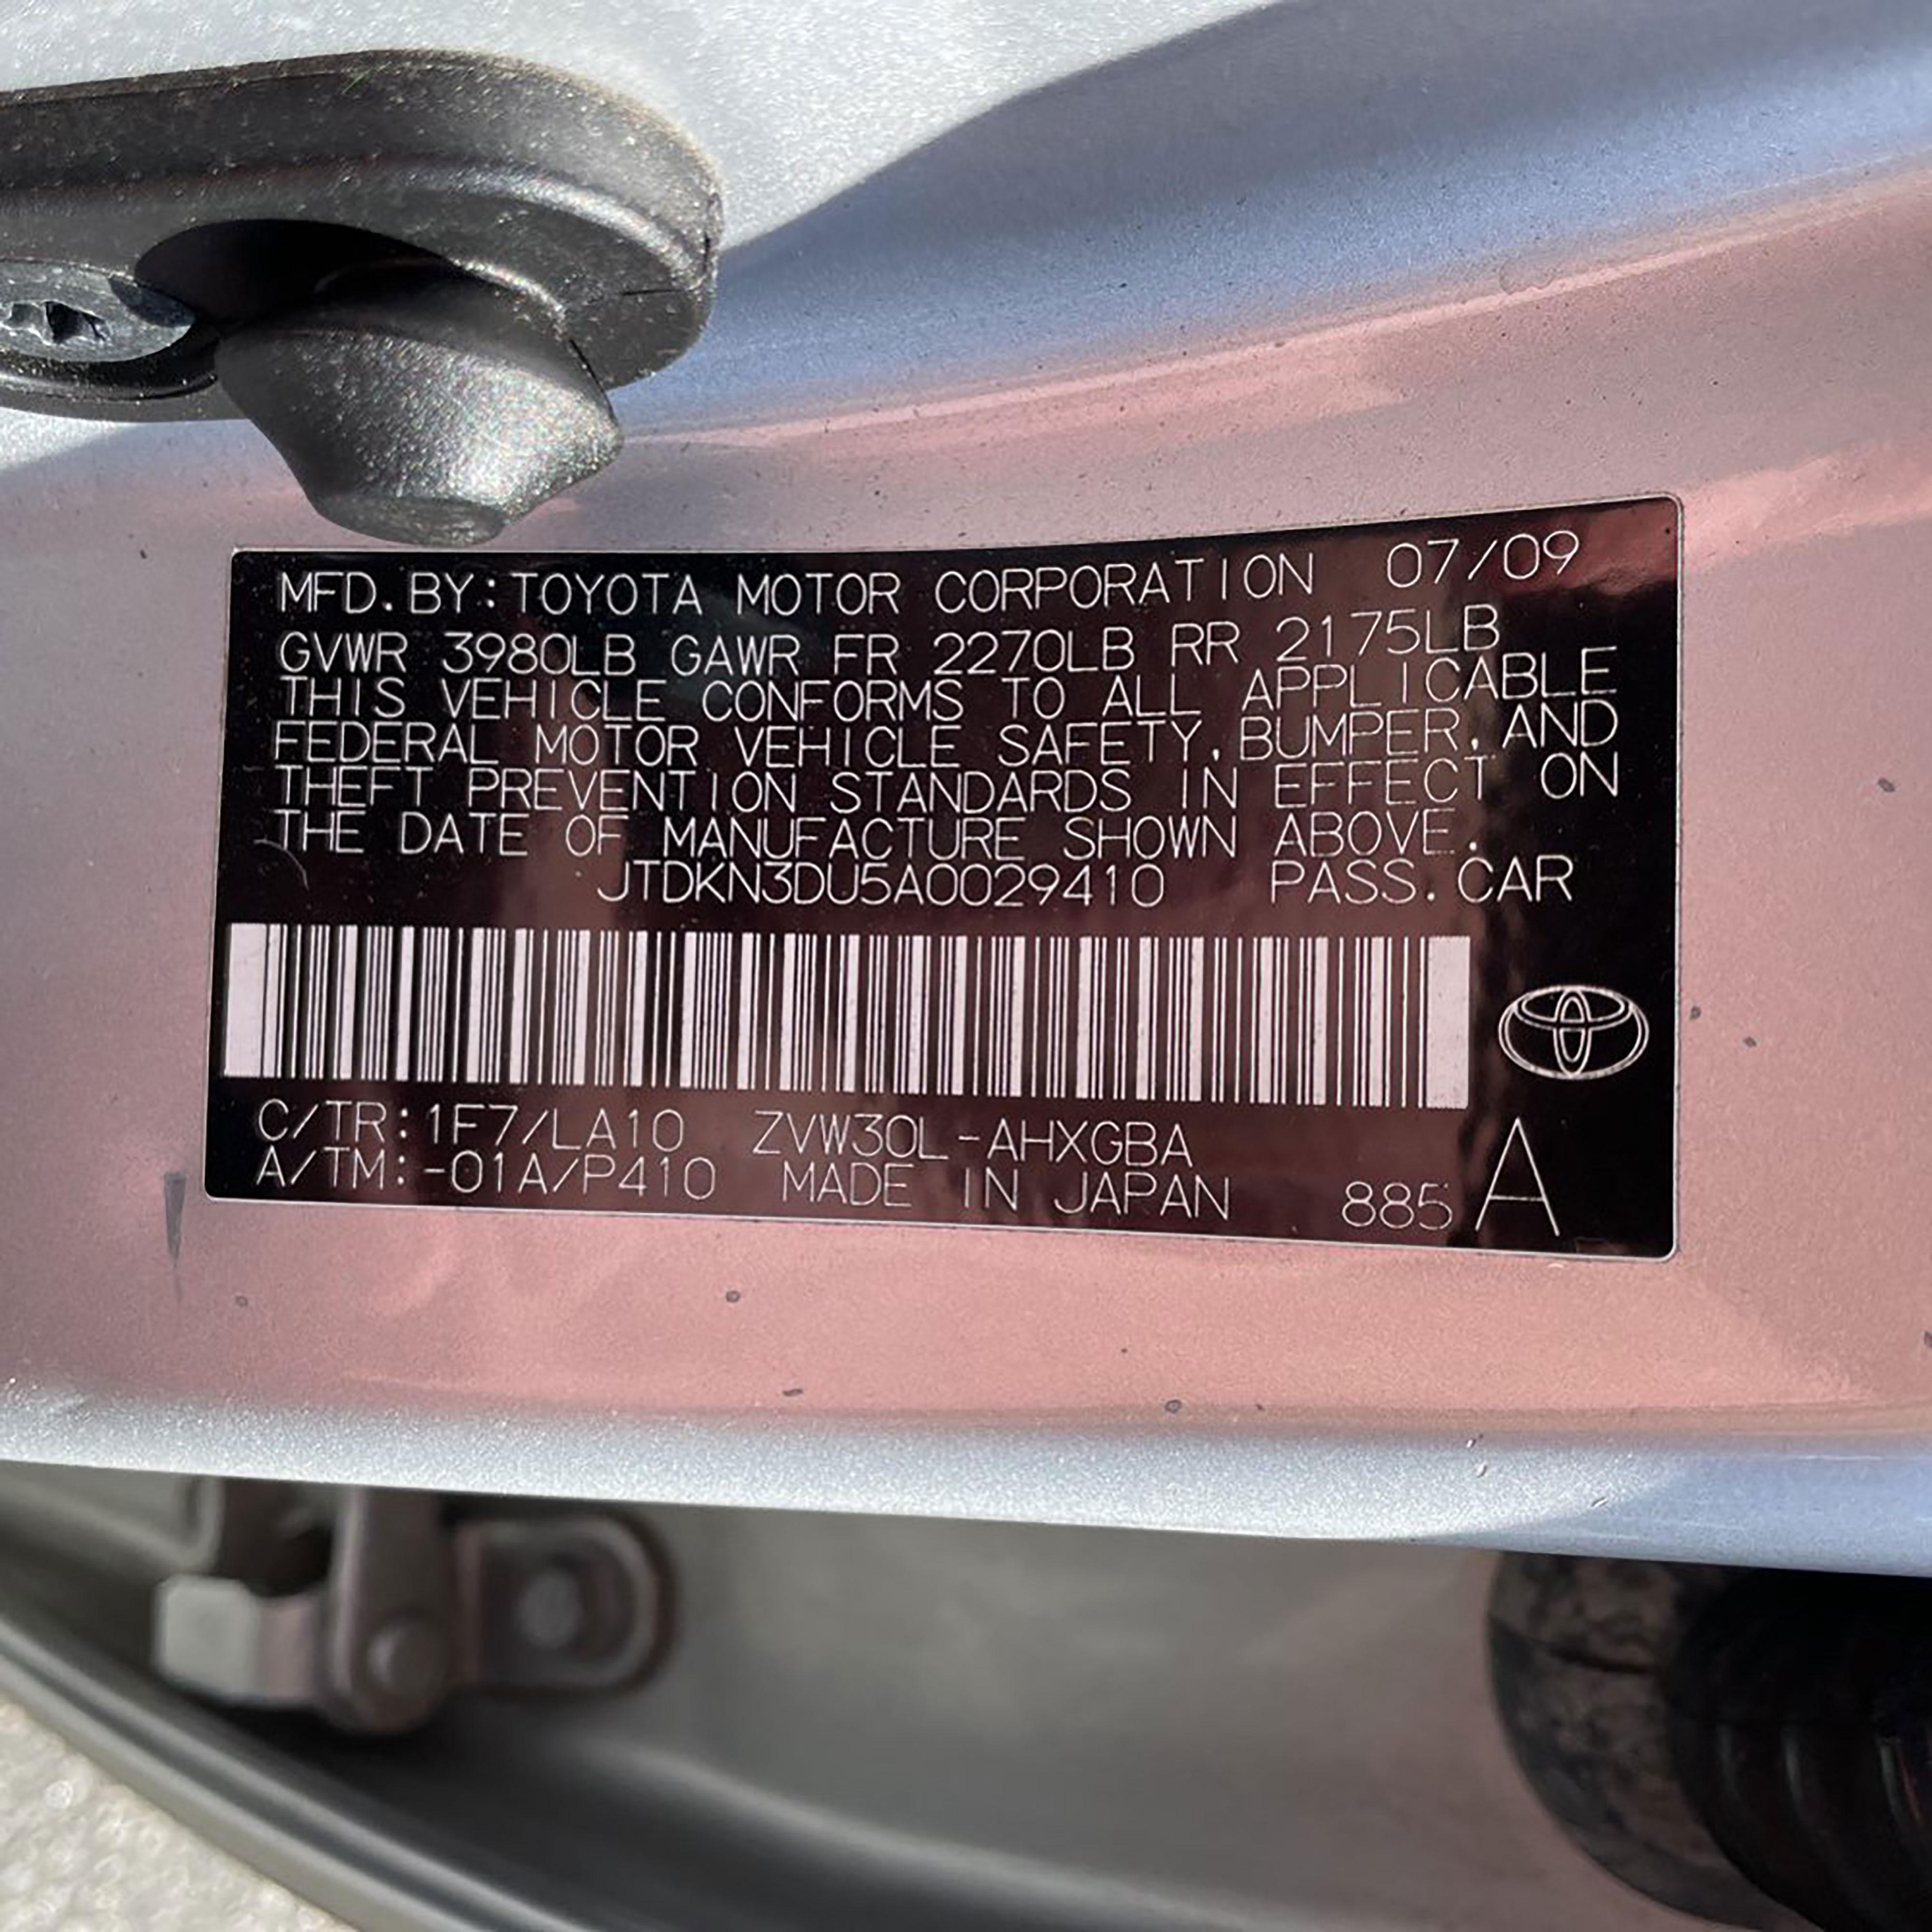 MFD. BY: TOYOTA MOTOR CORPORATION 07/09
GVWR 3980LB GAWR FR 2270LB RR 2175LB
THIS VEHICLE CONFORMS TO ALL APPLICABLE
FEDERAL MOTOR VEHICLE SAFETY, BUMPER, AND
THEFT PREVENTION STANDARDS IN EFFECT ON
THE DATE OF MANUFACTURE SHOWN ABOVE.
JTDKN3DU5A0029410 PASS. CAR
C/TR: 1F7/LA10 ZVW30L-AHXGBA
A/TM: -01A/P410 MADE IN JAPAN 885 A